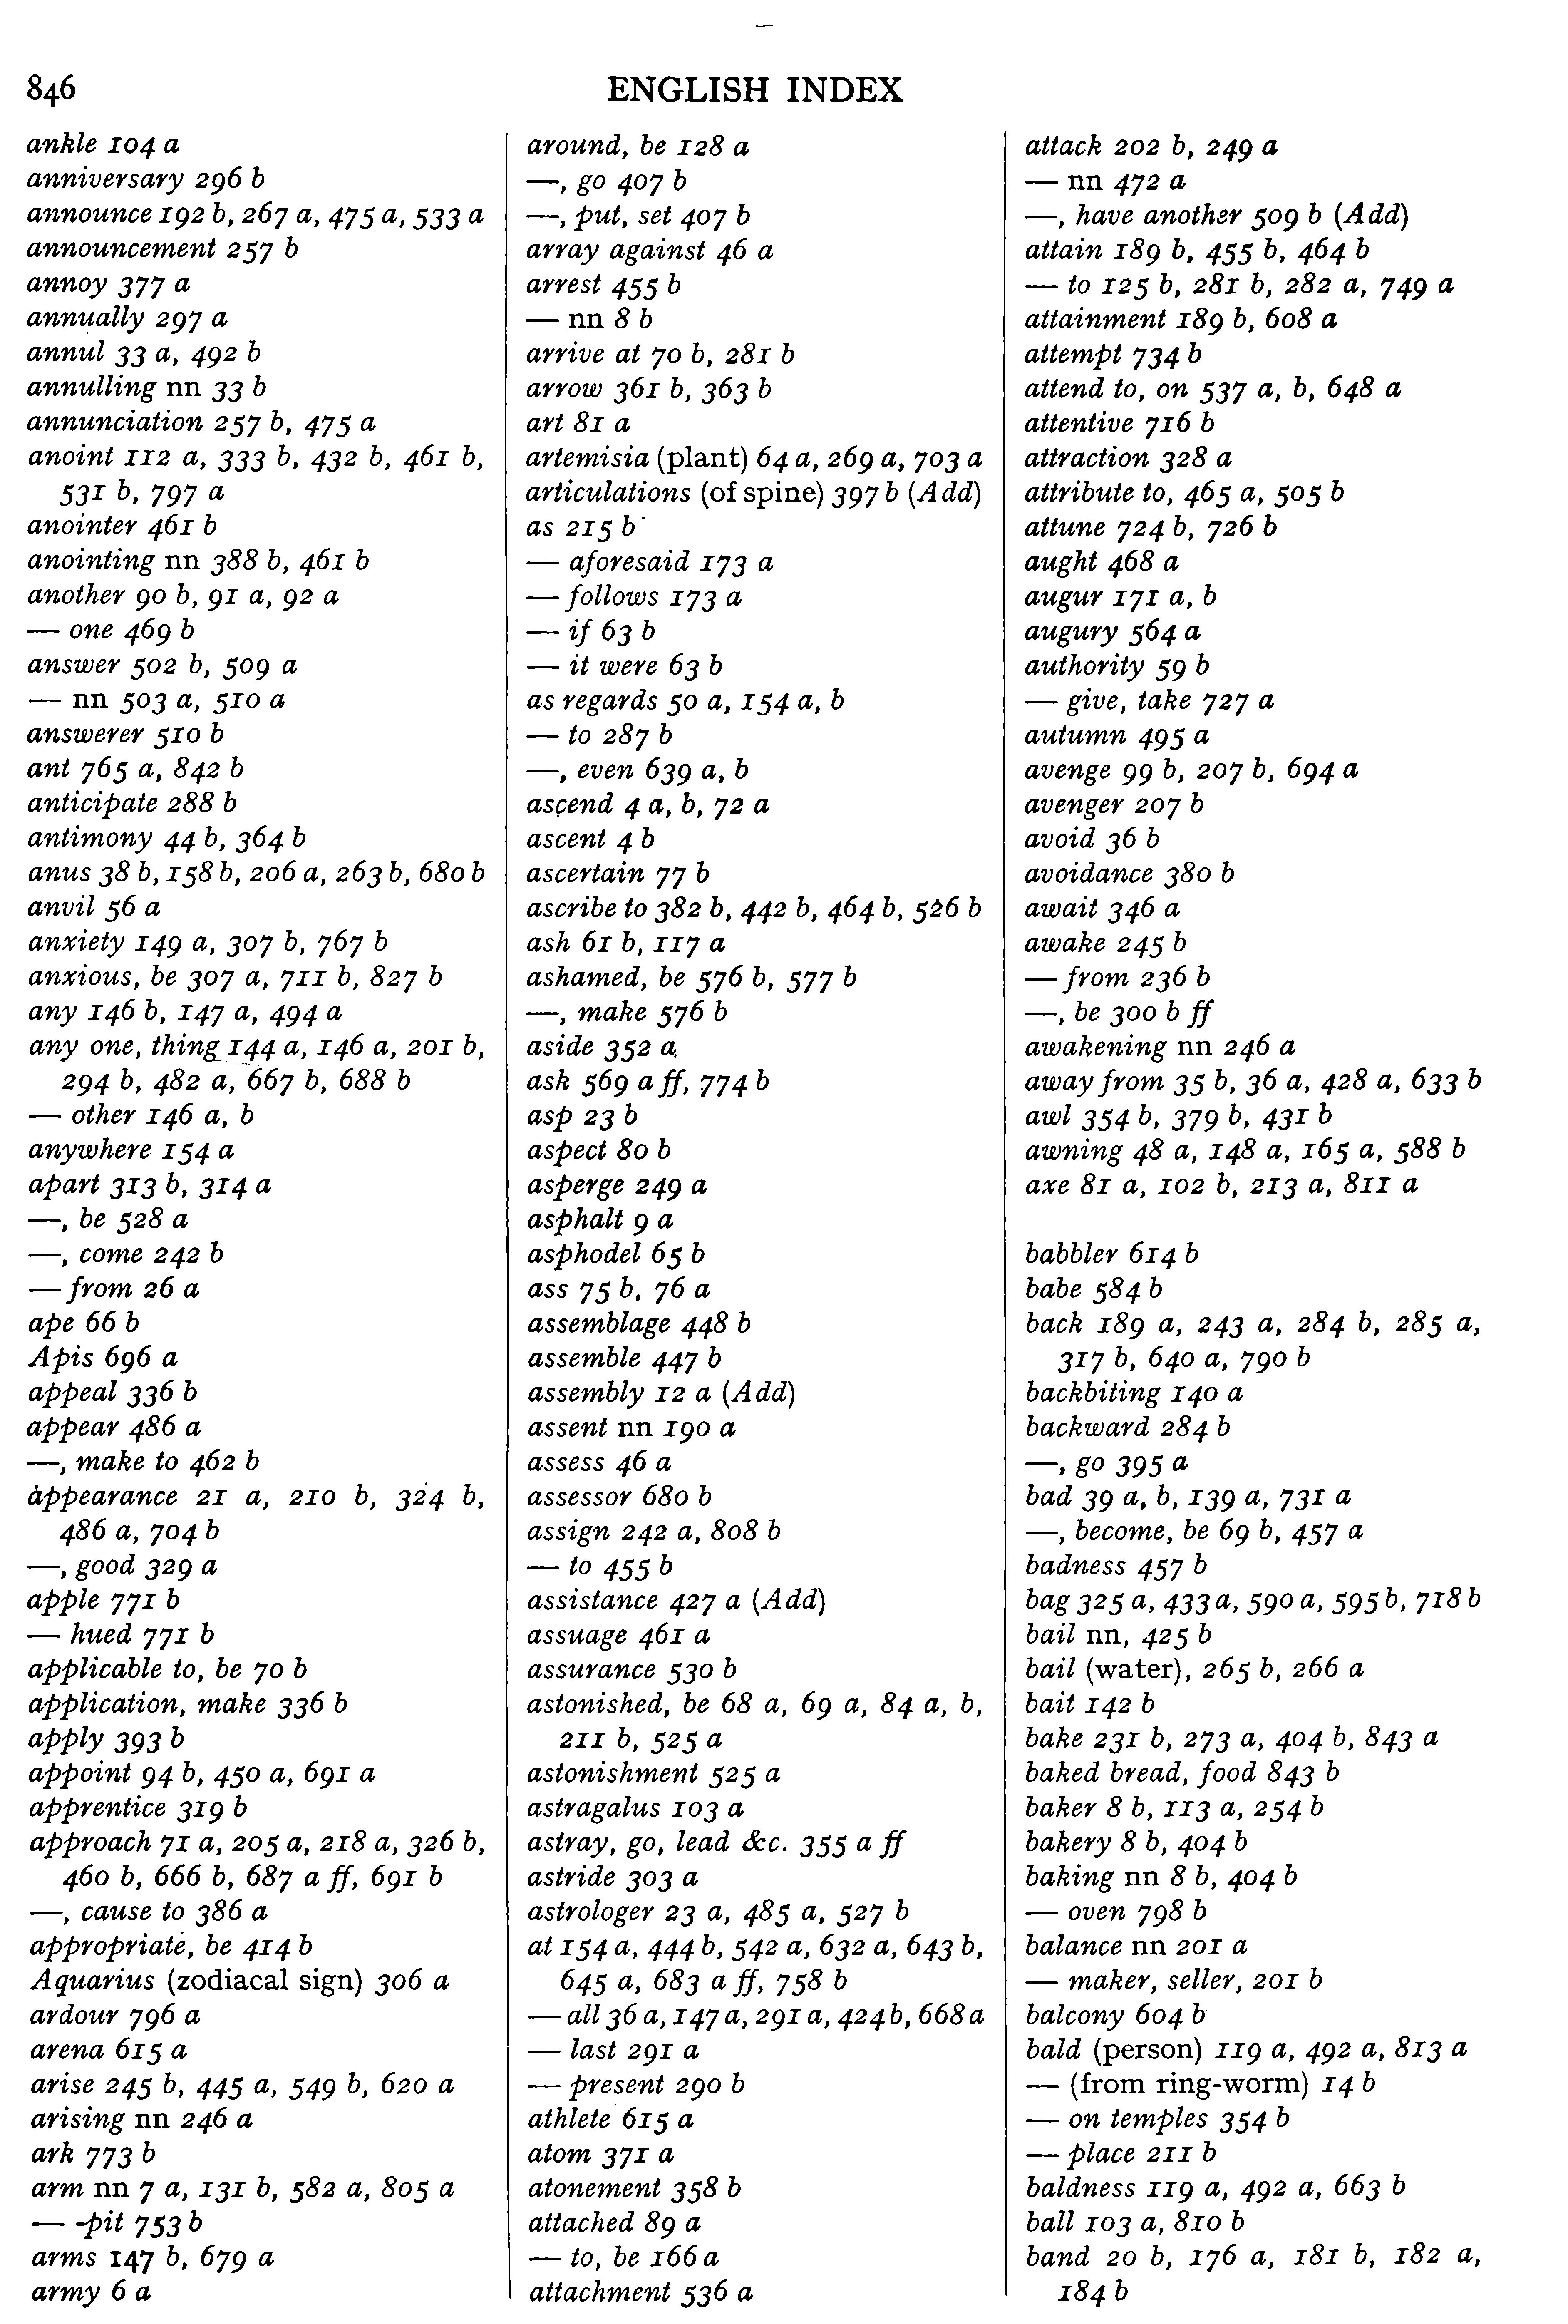 846
ENGLISH INDEX
ankle 104 a
anniversary 296 b
announce 192 b, 267 a, 475 a, 533 a
announcement 257 b
annoy 377 a
annually 297 a
annul 33 a, 492 b
annulling nn 33 b
annunciation 257 b, 475 a
anoint 112 a, 333 b, 432 b, 461 b,
531 b, 797 a
anointer 461 b
anointing nn 388 b, 461 b
another 90 b, 91 a, 92 a
— one 469 b
answer 502 b, 509 a
— nn 503 a, 510 a
answerer 510 b
ant 765 a, 842 b
anticipate 288 b
antimony 44 b, 364 b
anus 38 b, 158 b, 206 a, 263 b, 680 b
anvil 56 a
anxiety 149 a, 307 b, 767 b
anxious, be 307 a, 711 b, 827 b
any 146 b, 147 a, 494 a
any one, thing 144 a, 146 a, 201 b,
294 b, 482 a, 667 b, 688 b
— other 146 a, b
anywhere 154 a
apart 313 b, 314 a
—, be 528 a
—, come 242 b
— from 26 a
ape 66 b
Apis 696 a
appeal 336 b
appear 486 a
—, make to 462 b
appearance 21 a, 210 b, 324 b,
486 a, 704 b
—, good 329 a
apple 771 b
— hued 771 b
applicable to, be 70 b
application, make 336 b
apply 393 b
appoint 94 b, 450 a, 691 a
apprentice 319 b
approach 71 a, 205 a, 218 a, 326 b,
460 b, 666 b, 687 a ff, 691 b
—, cause to 386 a
appropriate, be 414 b
Aquarius (zodiacal sign) 306 a
ardour 796 a
arena 615 a
arise 245 b, 445 a, 549 b, 620 a
arising nn 246 a
ark 773 b
arm nn 7 a, 131 b, 582 a, 805 a
— -pit 753 b
arms 147 b, 679 a
army 6 a
around, be 128 a
—, go 407 b
—, put, set 407 b
array against 46 a
arrest 455 b
— nn 8 b
arrive at 70 b, 281 b
arrow 361 b, 363 b
art 81 a
artemisia (plant) 64 a, 269 a, 703 a
articulations (of spine) 397 b (Add)
as 215 b
— aforesaid 173 a
— follows 173 a
— if 63 b
— it were 63 b
as regards 50 a, 154 a, b
— to 287 b
—, even 639 a, b
ascend 4 a, b, 72 a
ascent 4 b
ascertain 77 b
ascribe to 382 b, 442 b, 464 b, 526 b
ash 61 b, 117 a
ashamed, be 576 b, 577 b
—, make 576 b
aside 352 a
ask 569 a ff, 774 b
asp 23 b
aspect 80 b
asperge 249 a
asphalt 9 a
asphodel 65 b
ass 75 b, 76 a
assemblage 448 b
assemble 447 b
assembly 12 a (Add)
assent nn 190 a
assess 46 a
assessor 680 b
assign 242 a, 808 b
— to 455 b
assistance 427 a (Add)
assuage 461 a
assurance 530 b
astonished, be 68 a, 69 a, 84 a, b,
211 b, 525 a
astonishment 525 a
astragalus 103 a
astray, go, lead &c. 355 a ff
astride 303 a
astrologer 23 a, 485 a, 527 b
at 154 a, 444 b, 542 a, 632 a, 643 b,
645 a, 683 a ff, 758 b
— all 36 a, 147 a, 291 a, 424 b, 668 a
— last 291 a
— present 290 b
athlete 615 a
atom 371 a
atonement 358 b
attached 89 a
— to, be 166 a
attachment 536 a
attack 202 b, 249 a
— nn 472 a
—, have another 509 b (Add)
attain 189 b, 455 b, 464 b
— to 125 b, 281 b, 282 a, 749 a
attainment 189 b, 608 a
attempt 734 b
attend to, on 537 a, b, 648 a
attentive 716 b
attraction 328 a
attribute to, 465 a, 505 b
attune 724 b, 726 b
aught 468 a
augur 171 a, b
augury 564 a
authority 59 b
— give, take 727 a
autumn 495 a
avenge 99 b, 207 b, 694 a
avenger 207 b
avoid 36 b
avoidance 380 b
await 346 a
awake 245 b
— from 236 b
—, be 300 b ff
awakening nn 246 a
away from 35 b, 36 a, 428 a, 633 b
awl 354 b, 379 b, 431 b
awning 48 a, 148 a, 165 a, 588 b
axe 81 a, 102 b, 213 a, 811 a
babbler 614 b
babe 584 b
back 189 a, 243 a, 284 b, 285 a,
317 b, 640 a, 790 b
backbiting 140 a
backward 284 b
—, go 395 a
bad 39 a, b, 139 a, 731 a
—, become, be 69 b, 457 a
badness 457 b
bag 325 a, 433 a, 590 a, 595 b, 718 b
bail nn, 425 b
bail (water), 265 b, 266 a
bait 142 b
bake 231 b, 273 a, 404 b, 843 a
baked bread, food 843 b
baker 8 b, 113 a, 254 b
bakery 8 b, 404 b
baking nn 8 b, 404 b
— oven 798 b
balance nn 201 a
— maker, seller, 201 b
balcony 604 b
bald (person) 119 a, 492 a, 813 a
— (from ring-worm) 14 b
— on temples 354 b
— place 211 b
baldness 119 a, 492 a, 663 b
ball 103 a, 810 b
band 20 b, 176 a, 181 b, 182 a,
184 b